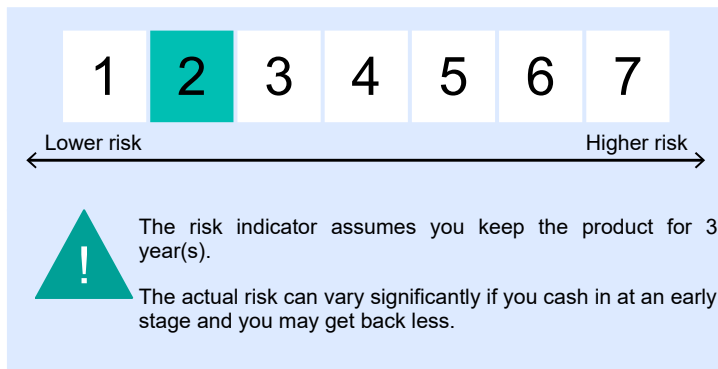 1 2 3 4 5 6 7
Lower risk Higher risk
The risk indicator assumes you keep the product for 3
year(s).
!
The actual risk can vary significantly if you cash in at an early
stage and you may get back less.